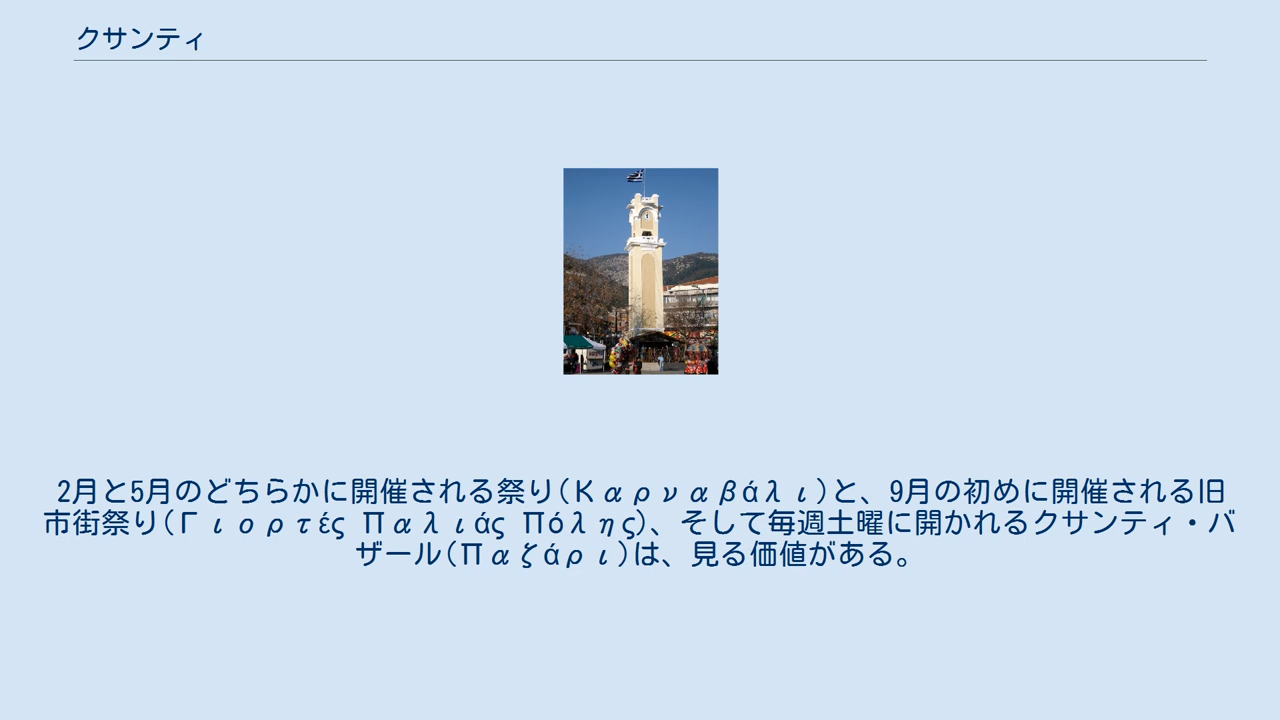 クサンティ
2月と5月のどちらかに開催される祭り(Καρναβάλι)と、9月の初めに開催される旧
市街祭り(Γιορτές Παλιάς Πόλης)、そして毎週土曜に開かれるクサンティ・バ
ザール(Παζάρι)は、見る価値がある。